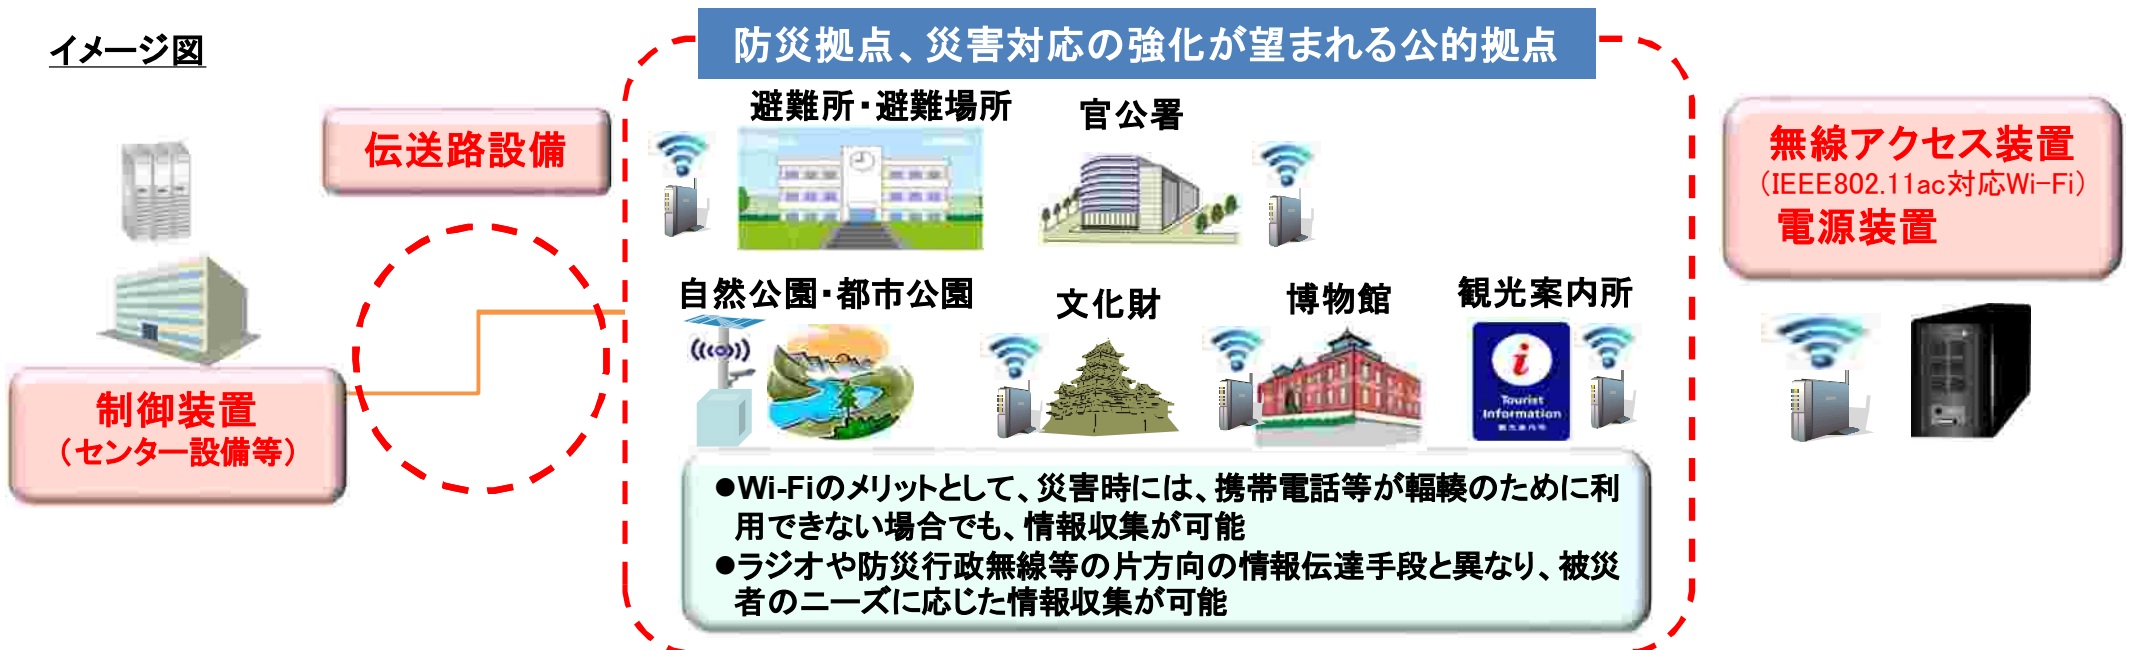 イメージ図
防災拠点、災害対応の強化が望まれる公的拠点
伝送路設備
避難所・避難場所
官公署
無線アクセス装置
（IEEE802.11ac対応Wi-Fi）
電源装置
自然公園・都市公園
文化財
博物館
観光案内所
i
Tourist
Information
観光案内所
制御装置
（センター設備等）
●Wi-Fiのメリットとして、災害時には、携帯電話等が輻輳のために利
用できない場合でも、情報収集が可能
●ラジオや防災行政無線等の片方向の情報伝達手段と異なり、被災
者のニーズに応じた情報収集が可能